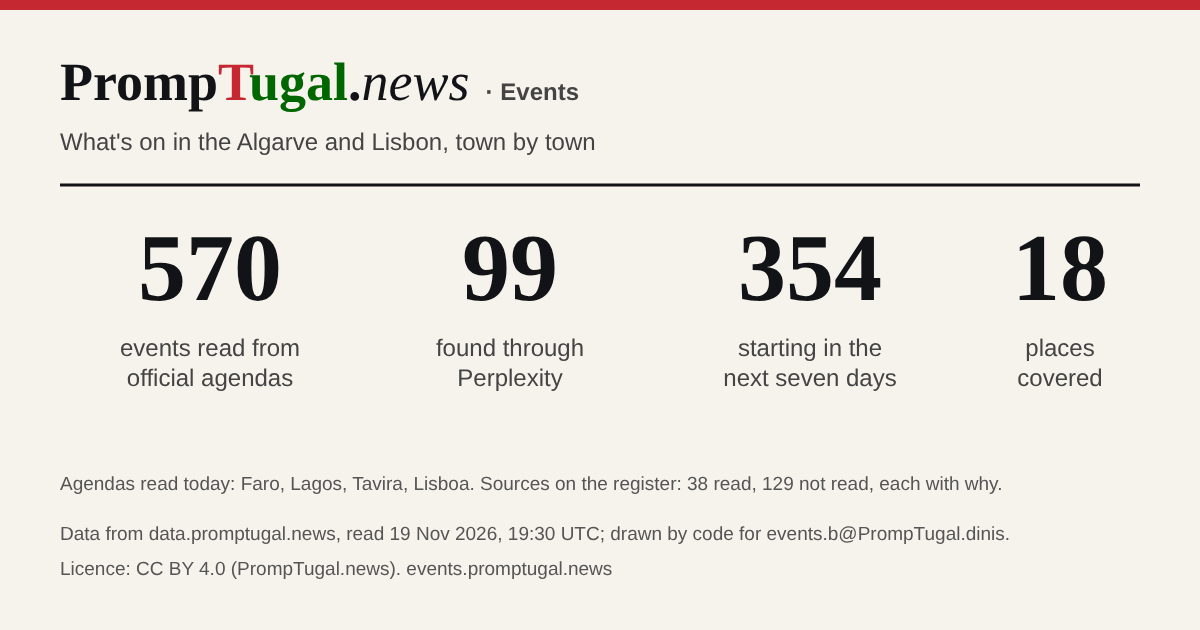 PrompTugal.news · Events
What's on in the Algarve and Lisbon, town by town
570
events read from
official agendas
99
found through
Perplexity
354
starting in the
next seven days
18
places
covered
Agendas read today: Faro, Lagos, Tavira, Lisboa. Sources on the register: 38 read, 129 not read, each with why.
Data from data.promptugal.news, read 19 Nov 2026, 19:30 UTC; drawn by code for events.b@PrompTugal.dinis.
Licence: CC BY 4.0 (PrompTugal.news). events.promptugal.news